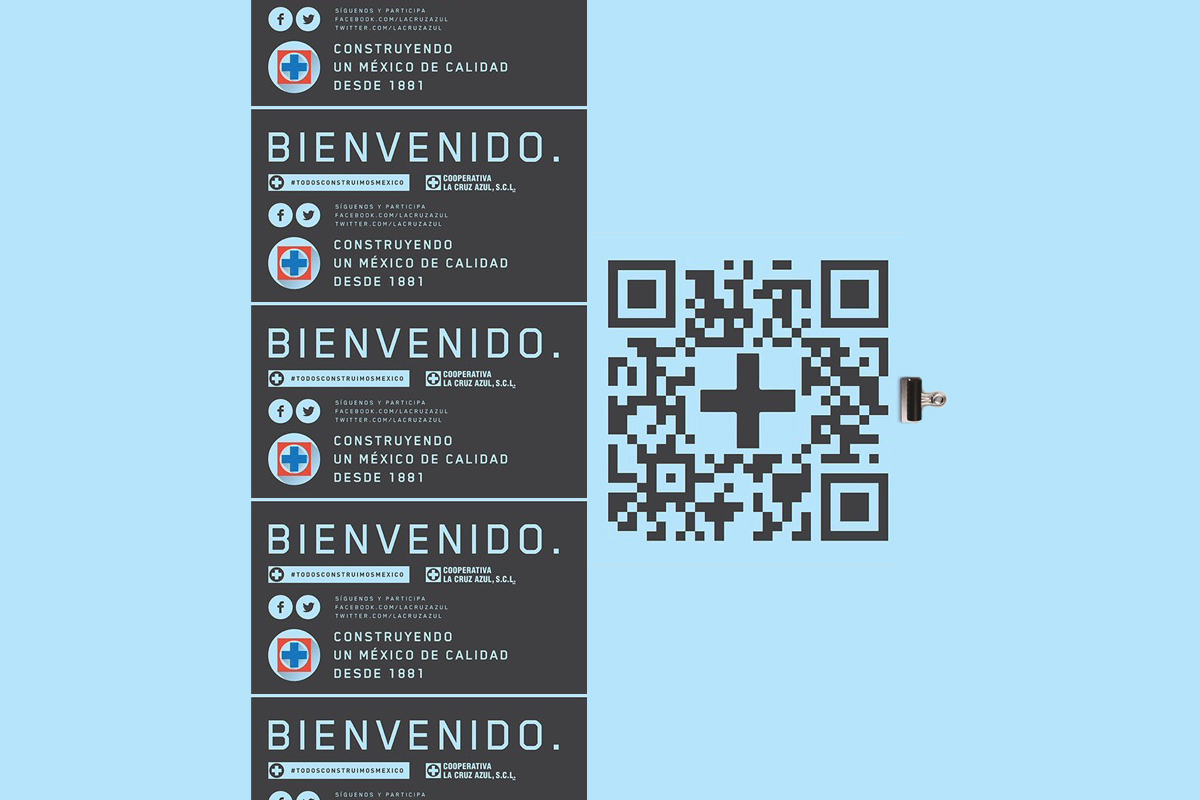 SÍGUENOS Y PARTICIPA
FACEBOOK.COM/LACRUZAZUL
TWITTER.COM/LACRUZAZUL
CONSTRUYENDO
UN MÉXICO DE CALIDAD
DESDE 1881
BIENVENIDO.
#TODOSCONSTRUIMOSMEXICO
COOPERATIVA
LA CRUZ AZUL, S.C.L.
SÍGUENOS Y PARTICIPA
FACEBOOK.COM/LACRUZAZUL
TWITTER.COM/LACRUZAZUL
CONSTRUYENDO
UN MÉXICO DE CALIDAD
DESDE 1881
BIENVENIDO.
#TODOSCONSTRUIMOSMEXICO
COOPERATIVA
LA CRUZ AZUL, S.C.L.
SÍGUENOS Y PARTICIPA
FACEBOOK.COM/LACRUZAZUL
TWITTER.COM/LACRUZAZUL
CONSTRUYENDO
UN MÉXICO DE CALIDAD
DESDE 1881
BIENVENIDO.
#TODOSCONSTRUIMOSMEXICO
COOPERATIVA
LA CRUZ AZUL, S.C.L.
SÍGUENOS Y PARTICIPA
FACEBOOK.COM/LACRUZAZUL
TWITTER.COM/LACRUZAZUL
CONSTRUYENDO
UN MÉXICO DE CALIDAD
DESDE 1881
BIENVENIDO.
#TODOSCONSTRUIMOSMEXICO
COOPERATIVA
LA CRUZ AZUL, S.C.L.
SÍGUENOS Y PARTICIPA